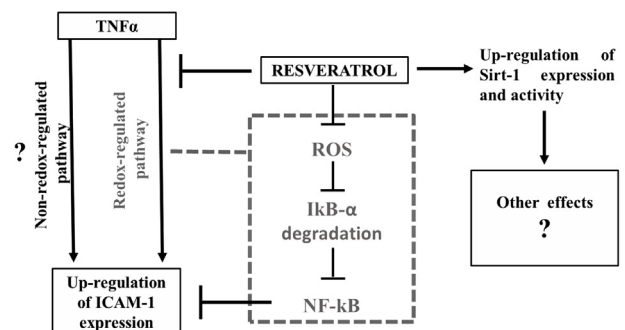 TNFα
RESVERATROL
Up-regulation of
Sirt-1 expression
and activity
?
Non-redox-regulated
pathway
Redox-regulated
pathway
ROS
IkB-α
degradation
NF-kB
Other effects
?
Up-regulation
of ICAM-1
expression